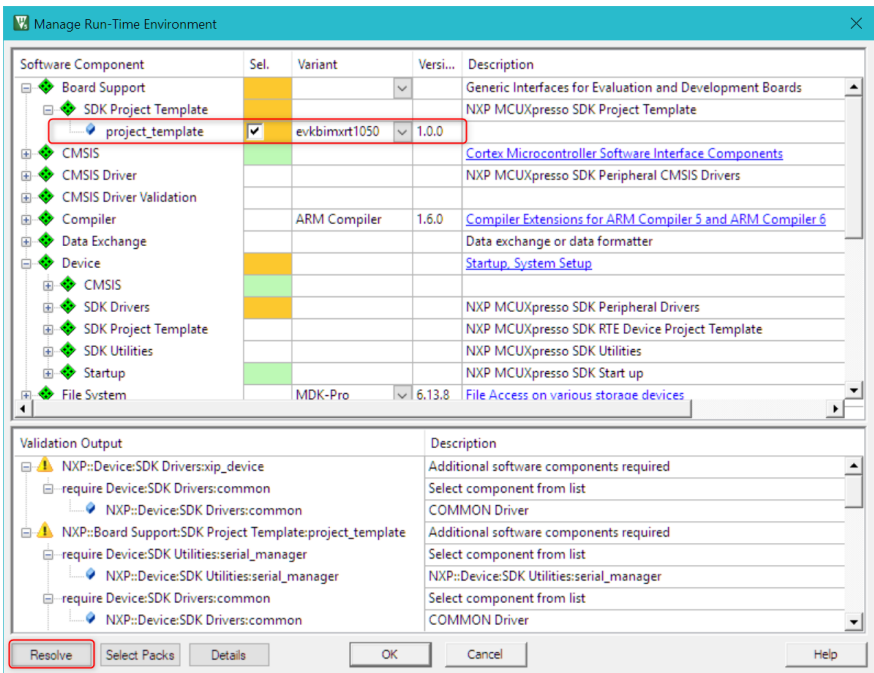 Manage Run-Time Environment
Software Component Sel. Variant Versi... Description
Board Support Generic Interfaces for Evaluation and Development Boards
SDK Project Template NXP MCUXpresso SDK Project Template
project_template evkbimxrt1050 1.0.0
CMSIS Cortex Microcontroller Software Interface Components
CMSIS Driver NXP MCUXpresso SDK Peripheral CMSIS Drivers
CMSIS Driver Validation
Compiler ARM Compiler 1.6.0 Compiler Extensions for ARM Compiler 5 and ARM Compiler 6
Data Exchange Data exchange or data formatter
Device Startup, System Setup
CMSIS
SDK Drivers NXP MCUXpresso SDK Peripheral Drivers
SDK Project Template NXP MCUXpresso SDK RTE Device Project Template
SDK Utilities NXP MCUXpresso SDK Utilities
Startup NXP MCUXpresso SDK Start up
File System MDK-Pro 6.13.8 File Access on various storage devices
Validation Output Description
NXP::Device:SDK Drivers:xip_device Additional software components required
require Device:SDK Drivers:common Select component from list
NXP::Device:SDK Drivers:common COMMON Driver
NXP::Board Support:SDK Project Template:project_template Additional software components required
require Device:SDK Utilities:serial_manager Select component from list
NXP::Device:SDK Utilities:serial_manager NXP::Device:SDK Utilities:serial_manager
require Device:SDK Drivers:common Select component from list
NXP::Device:SDK Drivers:common COMMON Driver
Resolve Select Packs Details OK Cancel Help